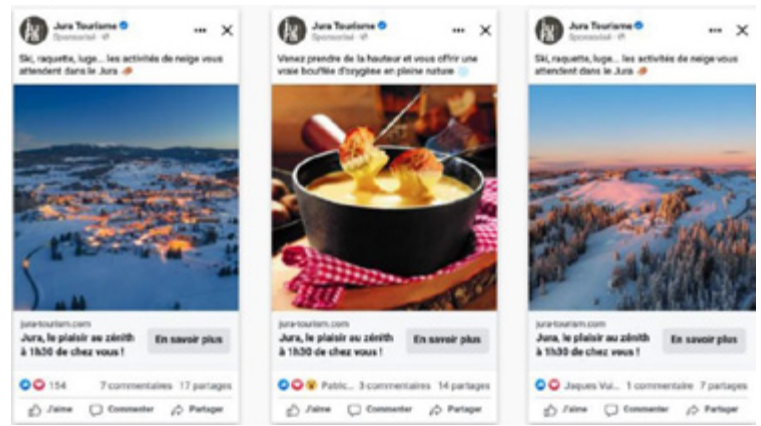 Jura Tourisme
Sponsorisé
Ski, raquette, luge... les activités de neige vous
attendent dans le Jura
jura-tourism.com
Jura, le plaisir au zénith
à 1h30 de chez vous !
En savoir plus
154
7 commentaires 17 partages
J'aime Commenter Partager
Jura Tourisme
Sponsorisé
Venez prendre de la hauteur et vous offrir une
vraie bouffée d'oxygène en pleine nature
jura-tourism.com
Jura, le plaisir au zénith
à 1h30 de chez vous !
En savoir plus
Patric... 3 commentaires 14 partages
J'aime Commenter Partager
Jura Tourisme
Sponsorisé
Ski, raquette, luge... les activités de neige vous
attendent dans le Jura
jura-tourism.com
Jura, le plaisir au zénith
à 1h30 de chez vous !
En savoir plus
Jaques Vui... 1 commentaire 7 partages
J'aime Commenter Partager